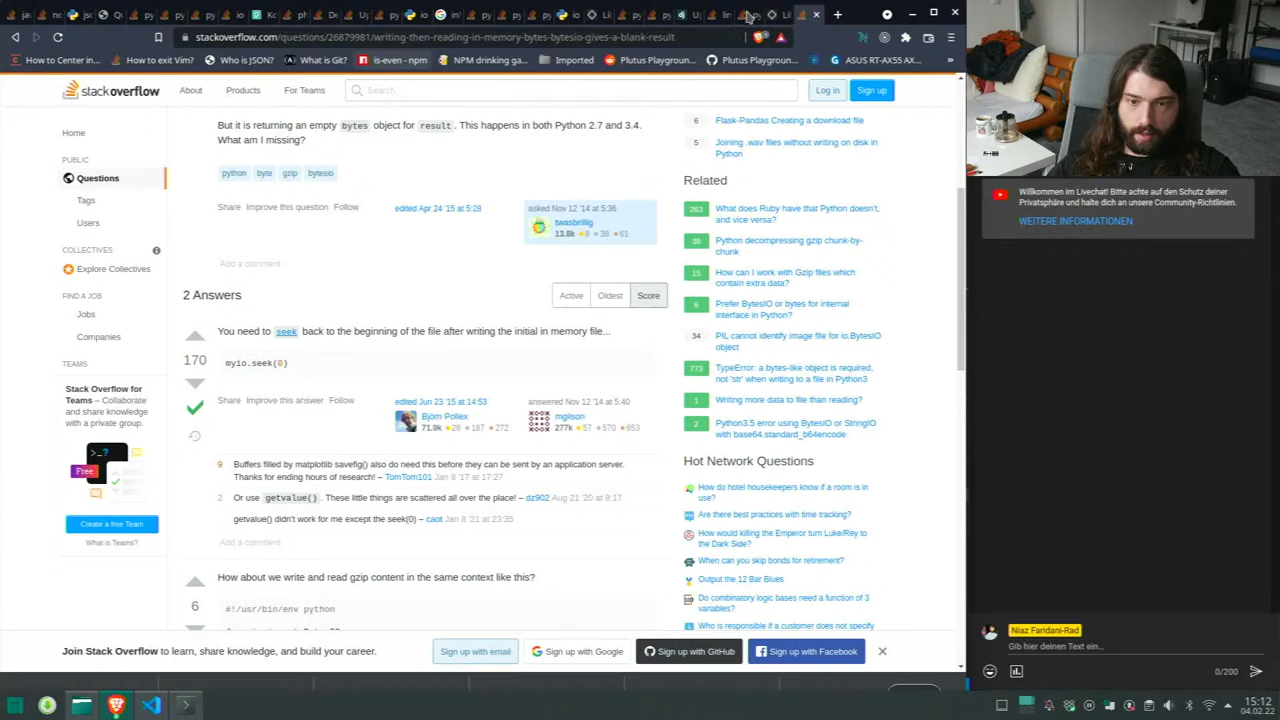 stackoverflow.com/questions/26879981/writing-then-reading-in-memory-bytes-bytesio-gives-a-blank-result
How to Center in...
How to exit Vim?
Who is JSON?
What is Git?
is-even - npm
NPM drinking ga...
Imported
Plutus Playgroun...
Plutus Playgroun...
ASUS RT-AX55 AX...
stackoverflow
About
Products
For Teams
Search...
Log in
Sign up
Home
PUBLIC
Questions
Tags
Users
COLLECTIVES
Explore Collectives
FIND A JOB
Jobs
Companies
TEAMS
Stack Overflow for
Teams – Collaborate
and share knowledge
with a private group.
>_?
Free
Create a free Team
What is Teams?
But it is returning an empty bytes object for result. This happens in both Python 2.7 and 3.4.
What am I missing?
python byte gzip bytesio
Share Improve this question Follow
edited Apr 24 '15 at 5:28
asked Nov 12 '14 at 5:36
twasbrillig
13.8k 8 38 61
Add a comment
2 Answers
Active Oldest Score
You need to seek back to the beginning of the file after writing the initial in memory file...
170
myio.seek(0)
Share Improve this answer Follow
edited Jun 23 '15 at 14:53
Björn Pollex
71.9k 28 187 272
answered Nov 12 '14 at 5:40
mgilson
277k 57 570 653
9 Buffers filled by matplotlib savefig() also do need this before they can be sent by an application server.
Thanks for ending hours of research! – TomTom101 Jan 8 '17 at 17:27
2 Or use getvalue(). These little things are scattered all over the place! – dz902 Aug 21 '20 at 8:17
getvalue() didn't work for me except the seek(0) – caot Jan 8 '21 at 23:35
Add a comment
How about we write and read gzip content in the same context like this?
6
#!/usr/bin/env python
6 Flask-Pandas Creating a download file
5 Joining .wav files without writing on disk in
Python
Related
263 What does Ruby have that Python doesn't,
and vice versa?
38 Python decompressing gzip chunk-by-
chunk
15 How can I work with Gzip files which
contain extra data?
6 Prefer BytesIO or bytes for internal
interface in Python?
34 PIL cannot identify image file for io.BytesIO
object
773 TypeError: a bytes-like object is required,
not 'str' when writing to a file in Python3
1 Writing more data to file than reading?
2 Python3.5 error using BytesIO or StringIO
with base64.standard_b64encode
Hot Network Questions
How do hotel housekeepers know if a room is in
use?
Are there best practices with time tracking?
How would killing the Emperor turn Luke/Rey to
the Dark Side?
When can you skip bonds for retirement?
Output the 12 Bar Blues
Do combinatory logic bases need a function of 3
variables?
Who is responsible if a customer does not specify
Join Stack Overflow to learn, share knowledge, and build your career.
Sign up with email
Sign up with Google
Sign up with GitHub
Sign up with Facebook
Willkommen im Livechat! Bitte achte auf den Schutz deiner
Privatsphäre und halte dich an unsere Community-Richtlinien.
WEITERE INFORMATIONEN
Niaz Faridani-Rad
Gib hier deinen Text ein...
0/200
15:12
04.02.22